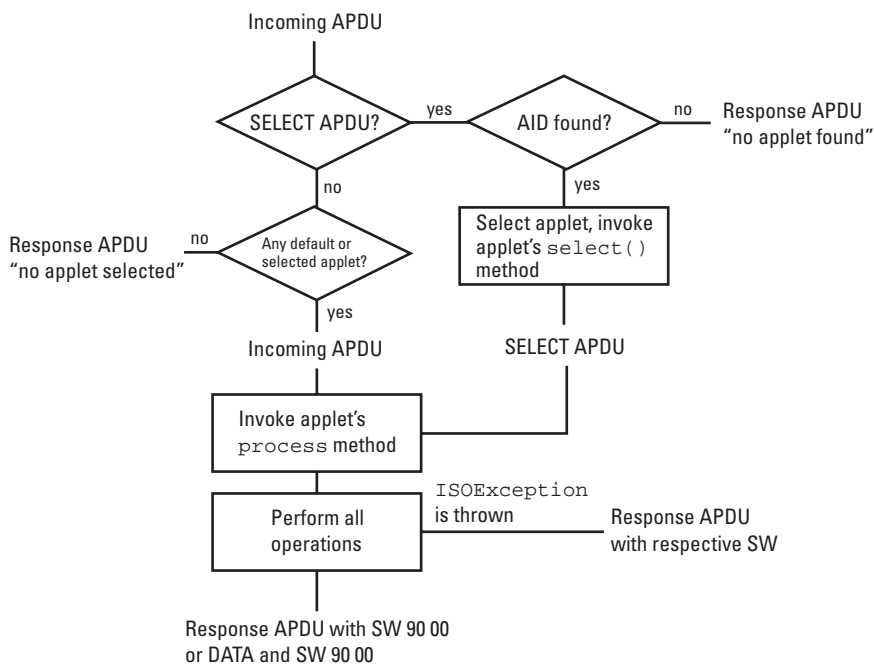 Incoming APDU
SELECT APDU?
yes
AID found?
no
Response APDU
“no applet found”
no
yes
Response APDU
“no applet selected”
no
Any default or
selected applet?
Select applet, invoke
applet’s select()
method
yes
Incoming APDU
SELECT APDU
Invoke applet’s
process method
Perform all
operations
ISOException
is thrown
Response APDU
with respective SW
Response APDU with SW 90 00
or DATA and SW 90 00